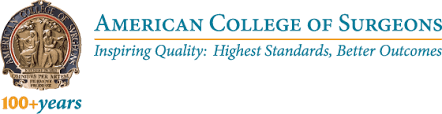 AMERICAN COLLEGE OF SURGEONS
Inspiring Quality: Highest Standards, Better Outcomes
100+years